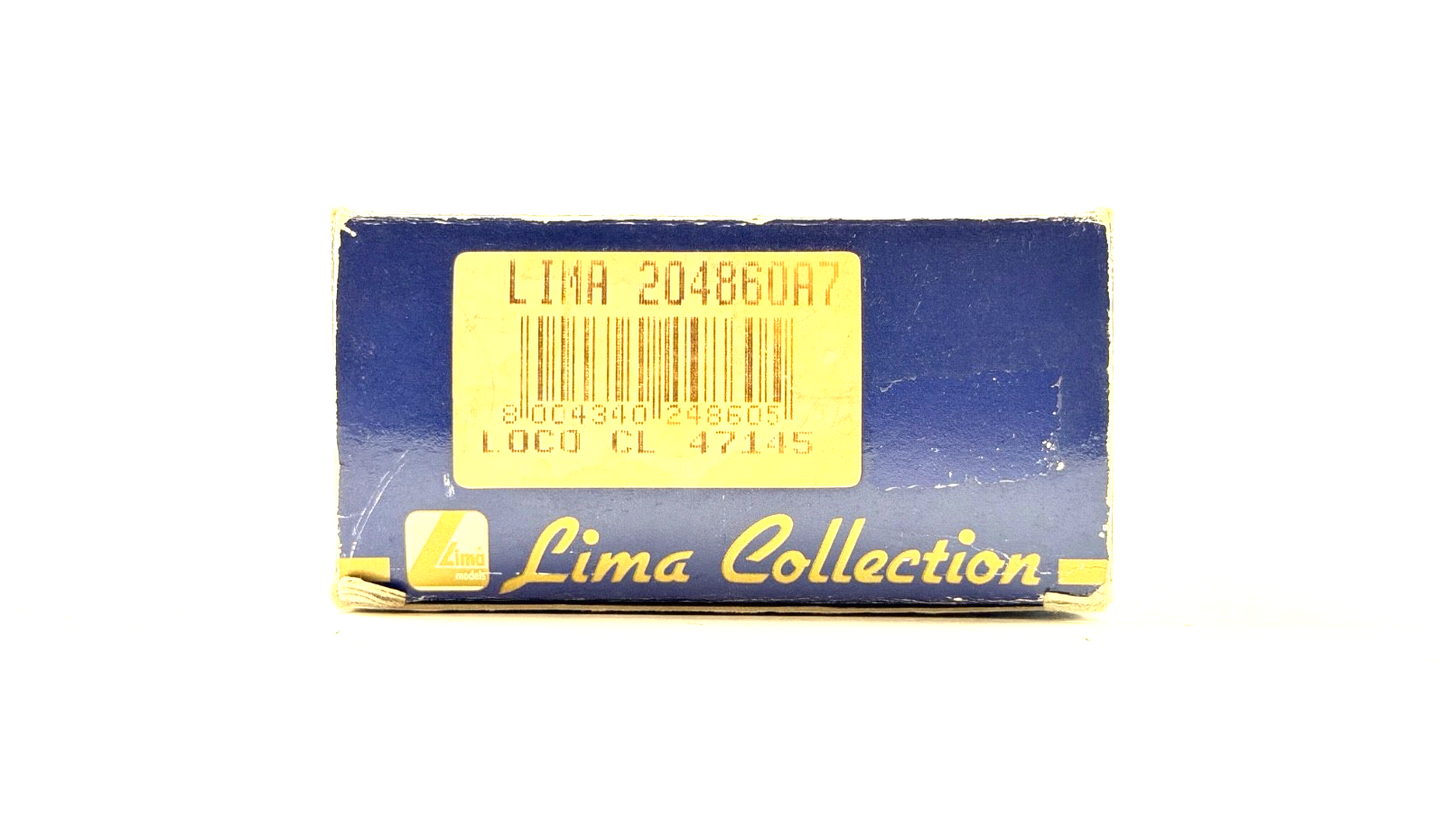 LIMA 204860A7
8 004340 248605
LOCO CL 47145
Lima
models
Lima Collection